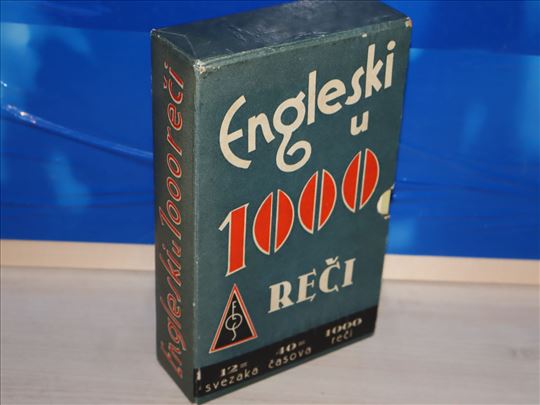 Engleski
u
1000
REČI
12= 40= 1000
svezaka časova reči
Engleski u 1000 reči